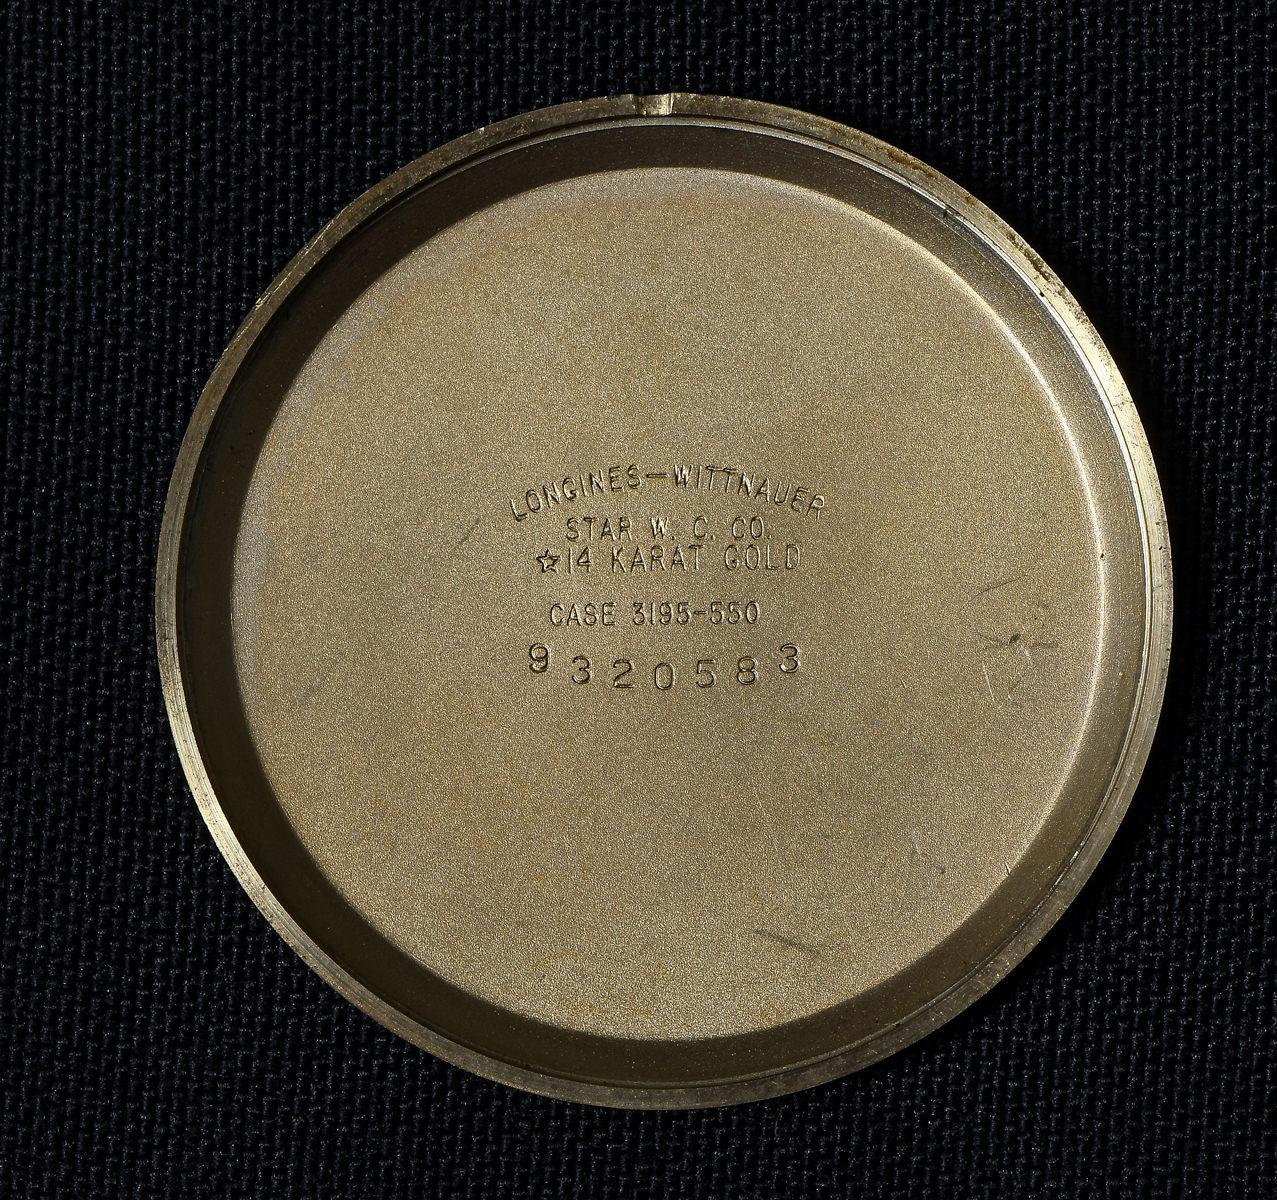 LONGINES-WITTNAUER
STAR W. C. CO.
☆14 KARAT GOLD
CASE 3195-550
9320583